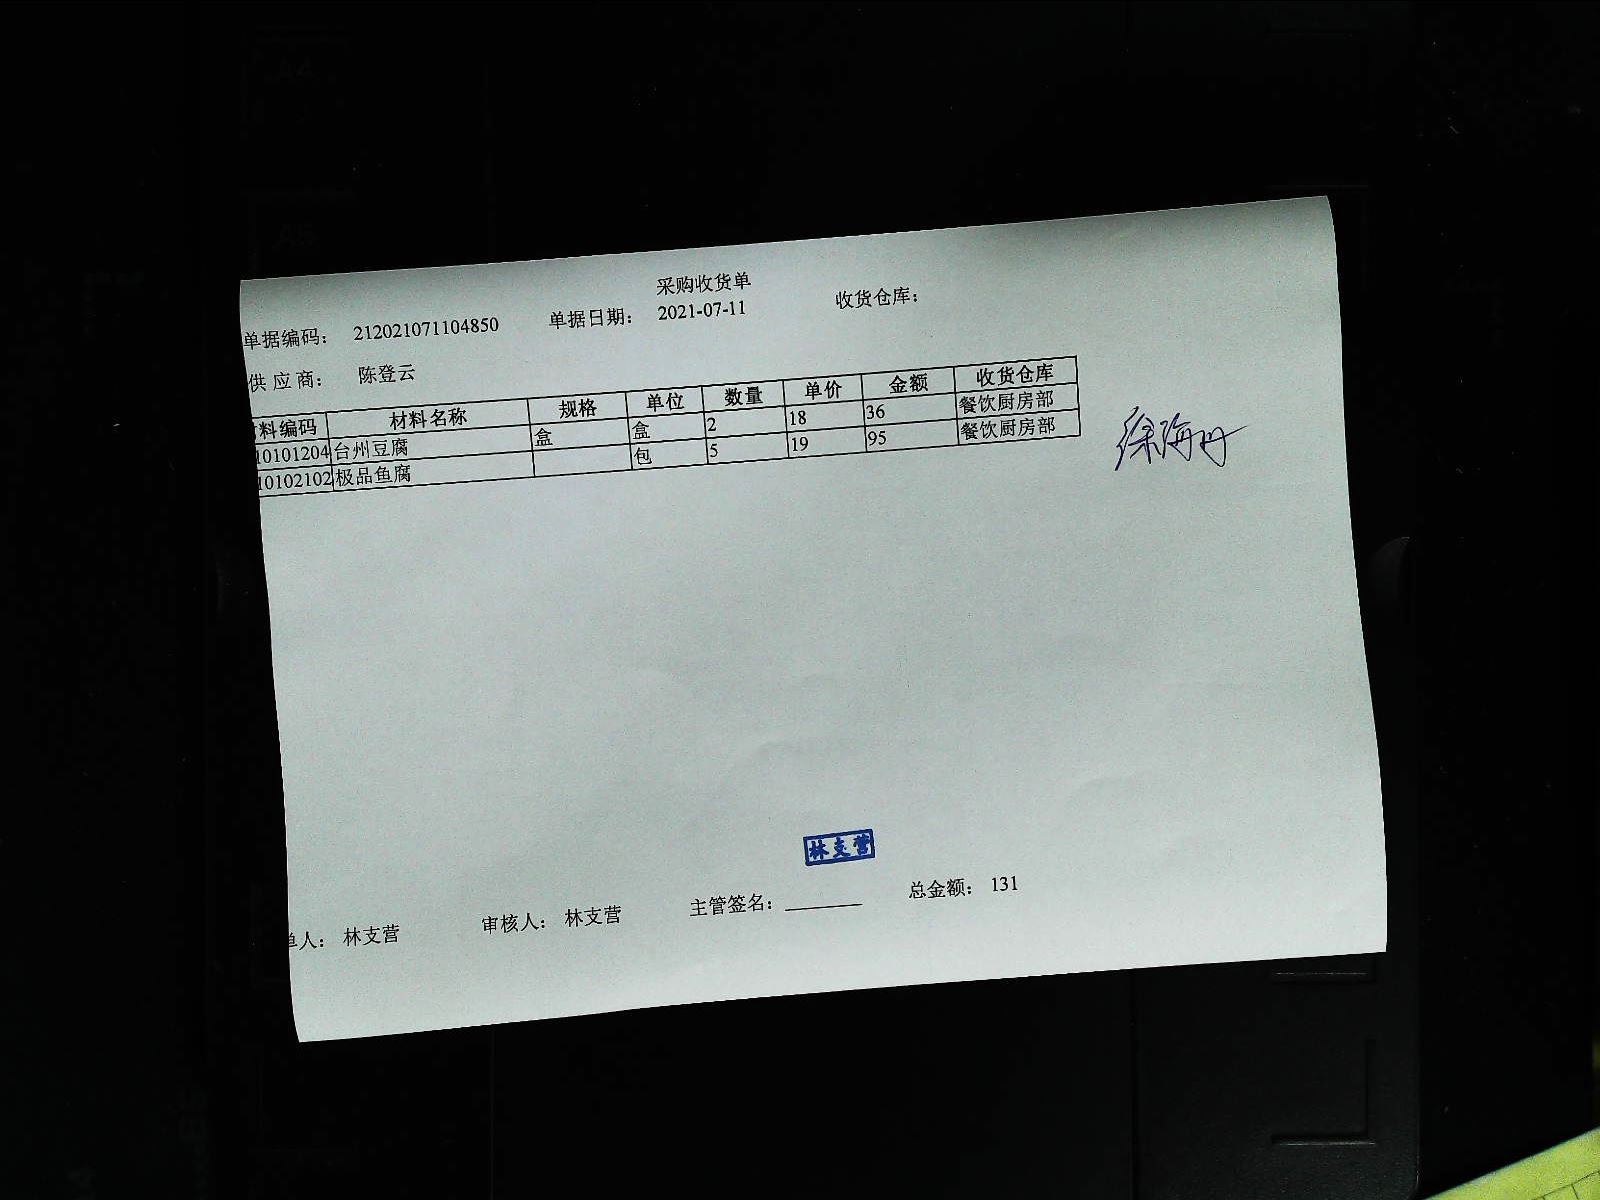 采购收货单
单据编码: 212021071104850 单据日期: 2021-07-11 收货仓库:
供应商: 陈登云
料编码 材料名称 规格 单位 数量 单价 金额 收货仓库
10101204 台州豆腐 盒 盒 2 18 36 餐饮厨房部
10102102 极品鱼腐 包 5 19 95 餐饮厨房部
徐海丹
林支营
单人: 林支营 审核人: 林支营 主管签名: 总金额: 131